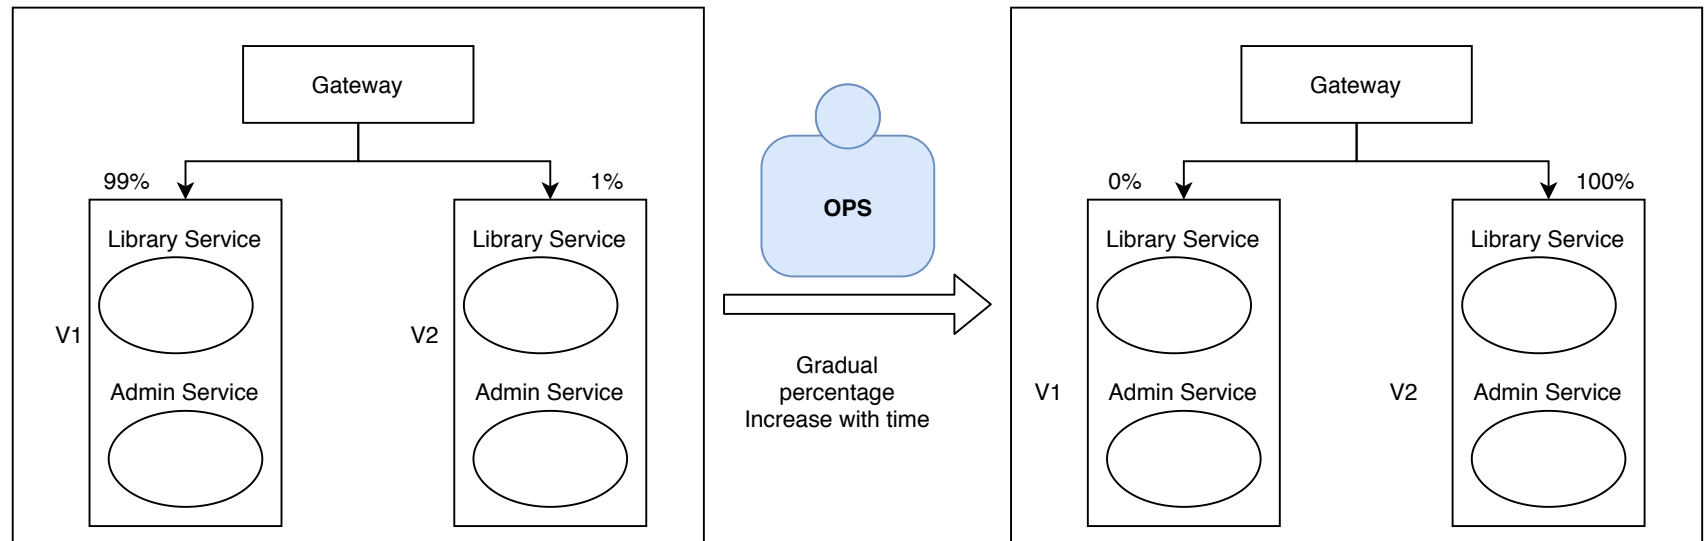 Gateway
99%
1%
Library Service
Library Service
V1
V2
Admin Service
Admin Service
OPS
Gradual
percentage
Increase with time
Gateway
0%
100%
Library Service
Library Service
V1
Admin Service
V2
Admin Service